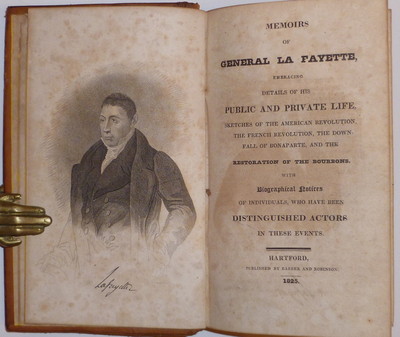 Lafayette
MEMOIRS
OF
GENERAL LA FAYETTE,
EMBRACING
DETAILS OF HIS
PUBLIC AND PRIVATE LIFE,
SKETCHES OF THE AMERICAN REVOLUTION,
THE FRENCH REVOLUTION, THE DOWN-
FALL OF BONAPARTE, AND THE
RESTORATION OF THE BOURBONS.
WITH
Biographical Notices
OF INDIVIDUALS, WHO HAVE BEEN
DISTINGUISHED ACTORS
IN THESE EVENTS.
HARTFORD,
PUBLISHED BY BARBER AND ROBINSON.
1825.